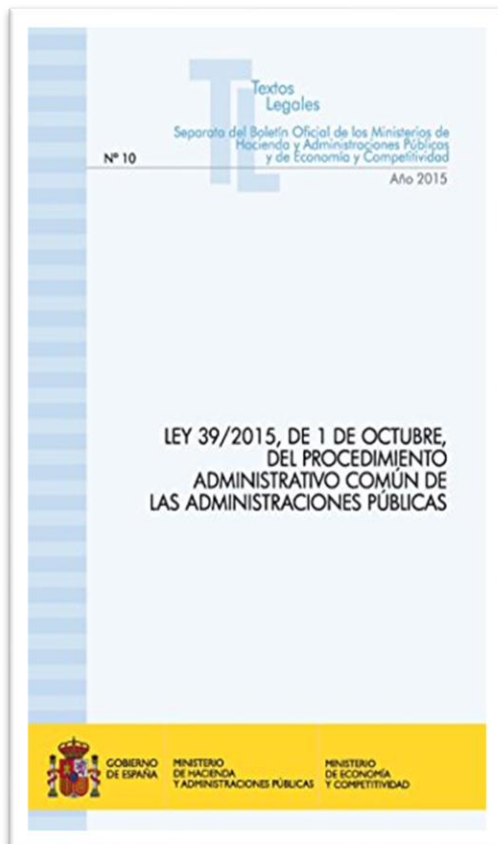 TL
Textos
Legales
Separata del Boletín Oficial de los Ministerios de
Hacienda y Administraciones Públicas
y de Economía y Competitividad
Nº 10
Año 2015
LEY 39/2015, DE 1 DE OCTUBRE,
DEL PROCEDIMIENTO
ADMINISTRATIVO COMÚN DE
LAS ADMINISTRACIONES PÚBLICAS
GOBIERNO
DE ESPAÑA
MINISTERIO
DE HACIENDA
Y ADMINISTRACIONES PÚBLICAS
MINISTERIO
DE ECONOMÍA
Y COMPETITIVIDAD